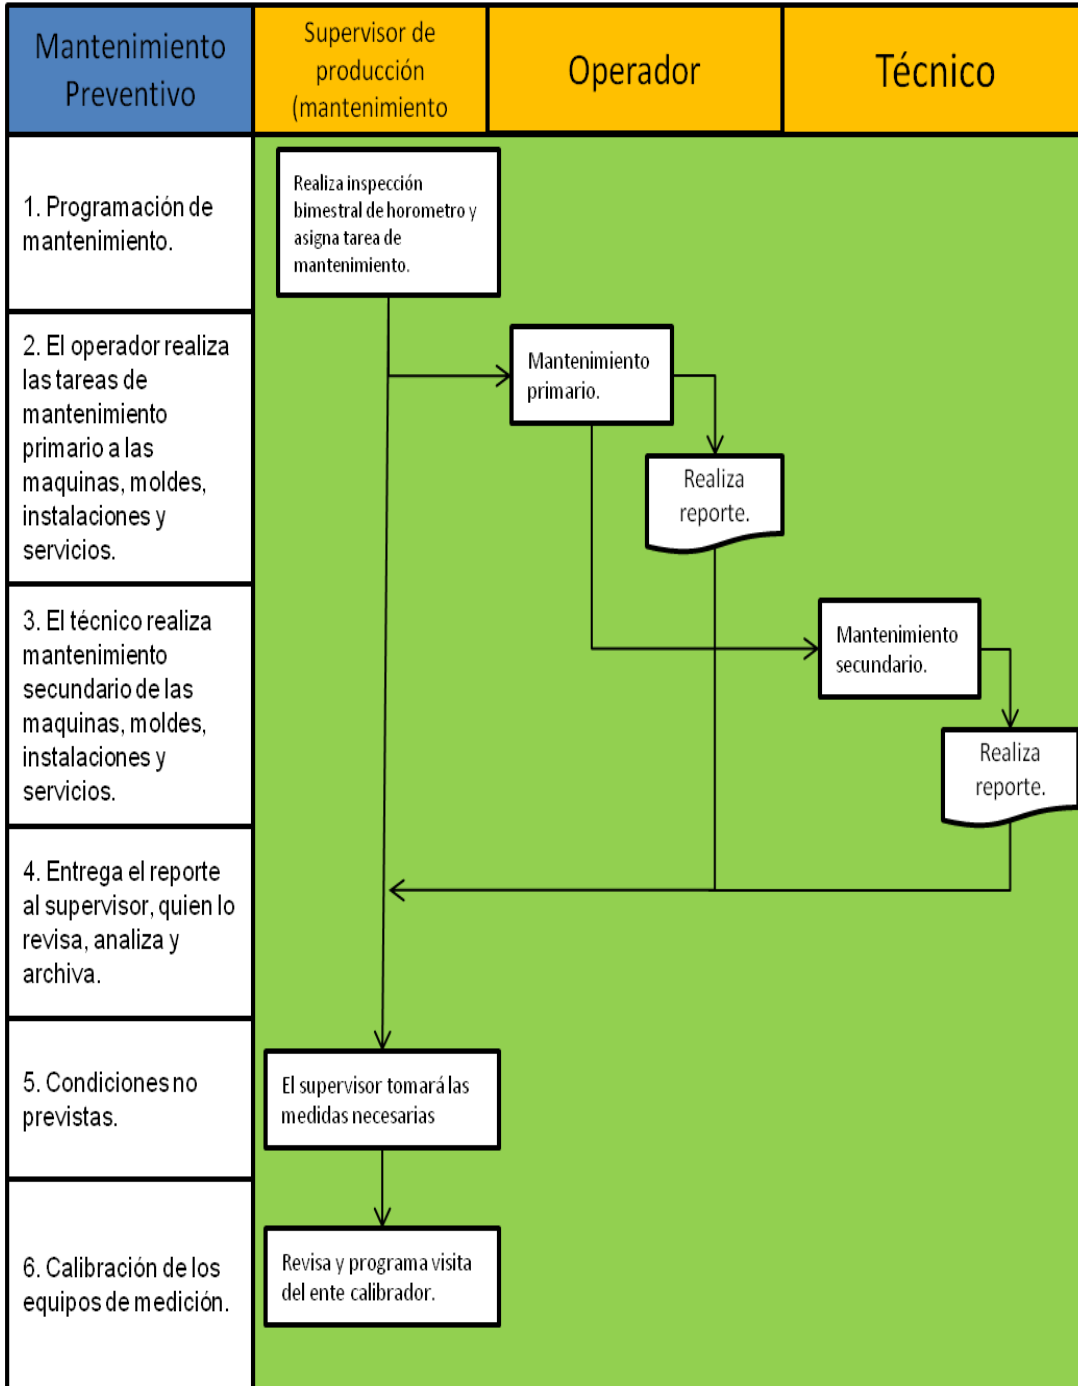 Mantenimiento
Preventivo
Supervisor de
producción
(mantenimiento
Operador
Técnico
1. Programación de
mantenimiento.
Realiza inspección
bimestral de horometro y
asigna tarea de
mantenimiento.
2. El operador realiza
las tareas de
mantenimiento
primario a las
maquinas, moldes,
instalaciones y
servicios.
Mantenimiento
primario.
Realiza
reporte.
3. El técnico realiza
mantenimiento
secundario de las
maquinas, moldes,
instalaciones y
servicios.
Mantenimiento
secundario.
Realiza
reporte.
4. Entrega el reporte
al supervisor, quien lo
revisa, analiza y
archiva.
5. Condiciones no
previstas.
El supervisor tomará las
medidas necesarias
6. Calibración de los
equipos de medición.
Revisa y programa visita
del ente calibrador.